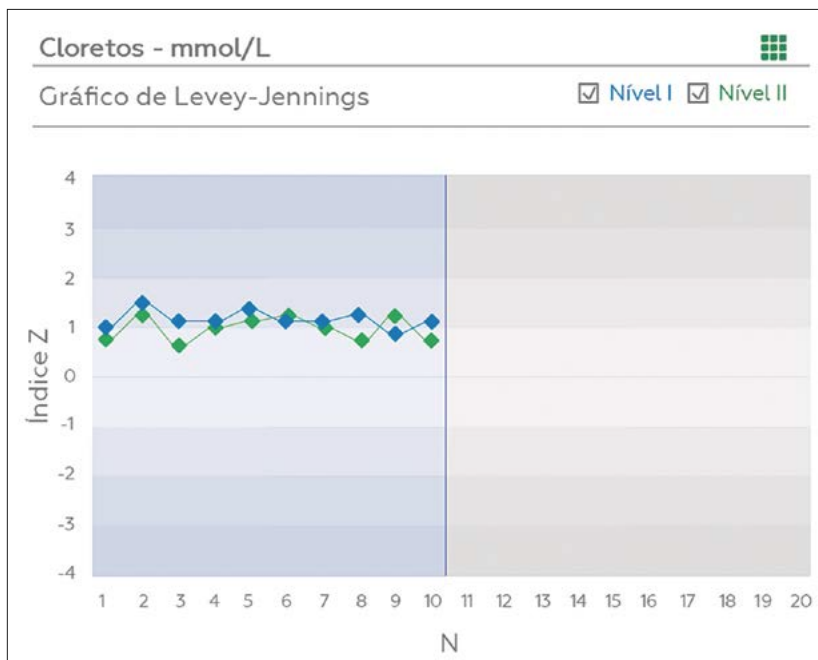 Cloretos - mmol/L
Gráfico de Levey-Jennings
Nível I Nível II
4
3
2
1
0
-1
-2
-3
-4
Índice Z
1 2 3 4 5 6 7 8 9 10 11 12 13 14 15 16 17 18 19 20
N